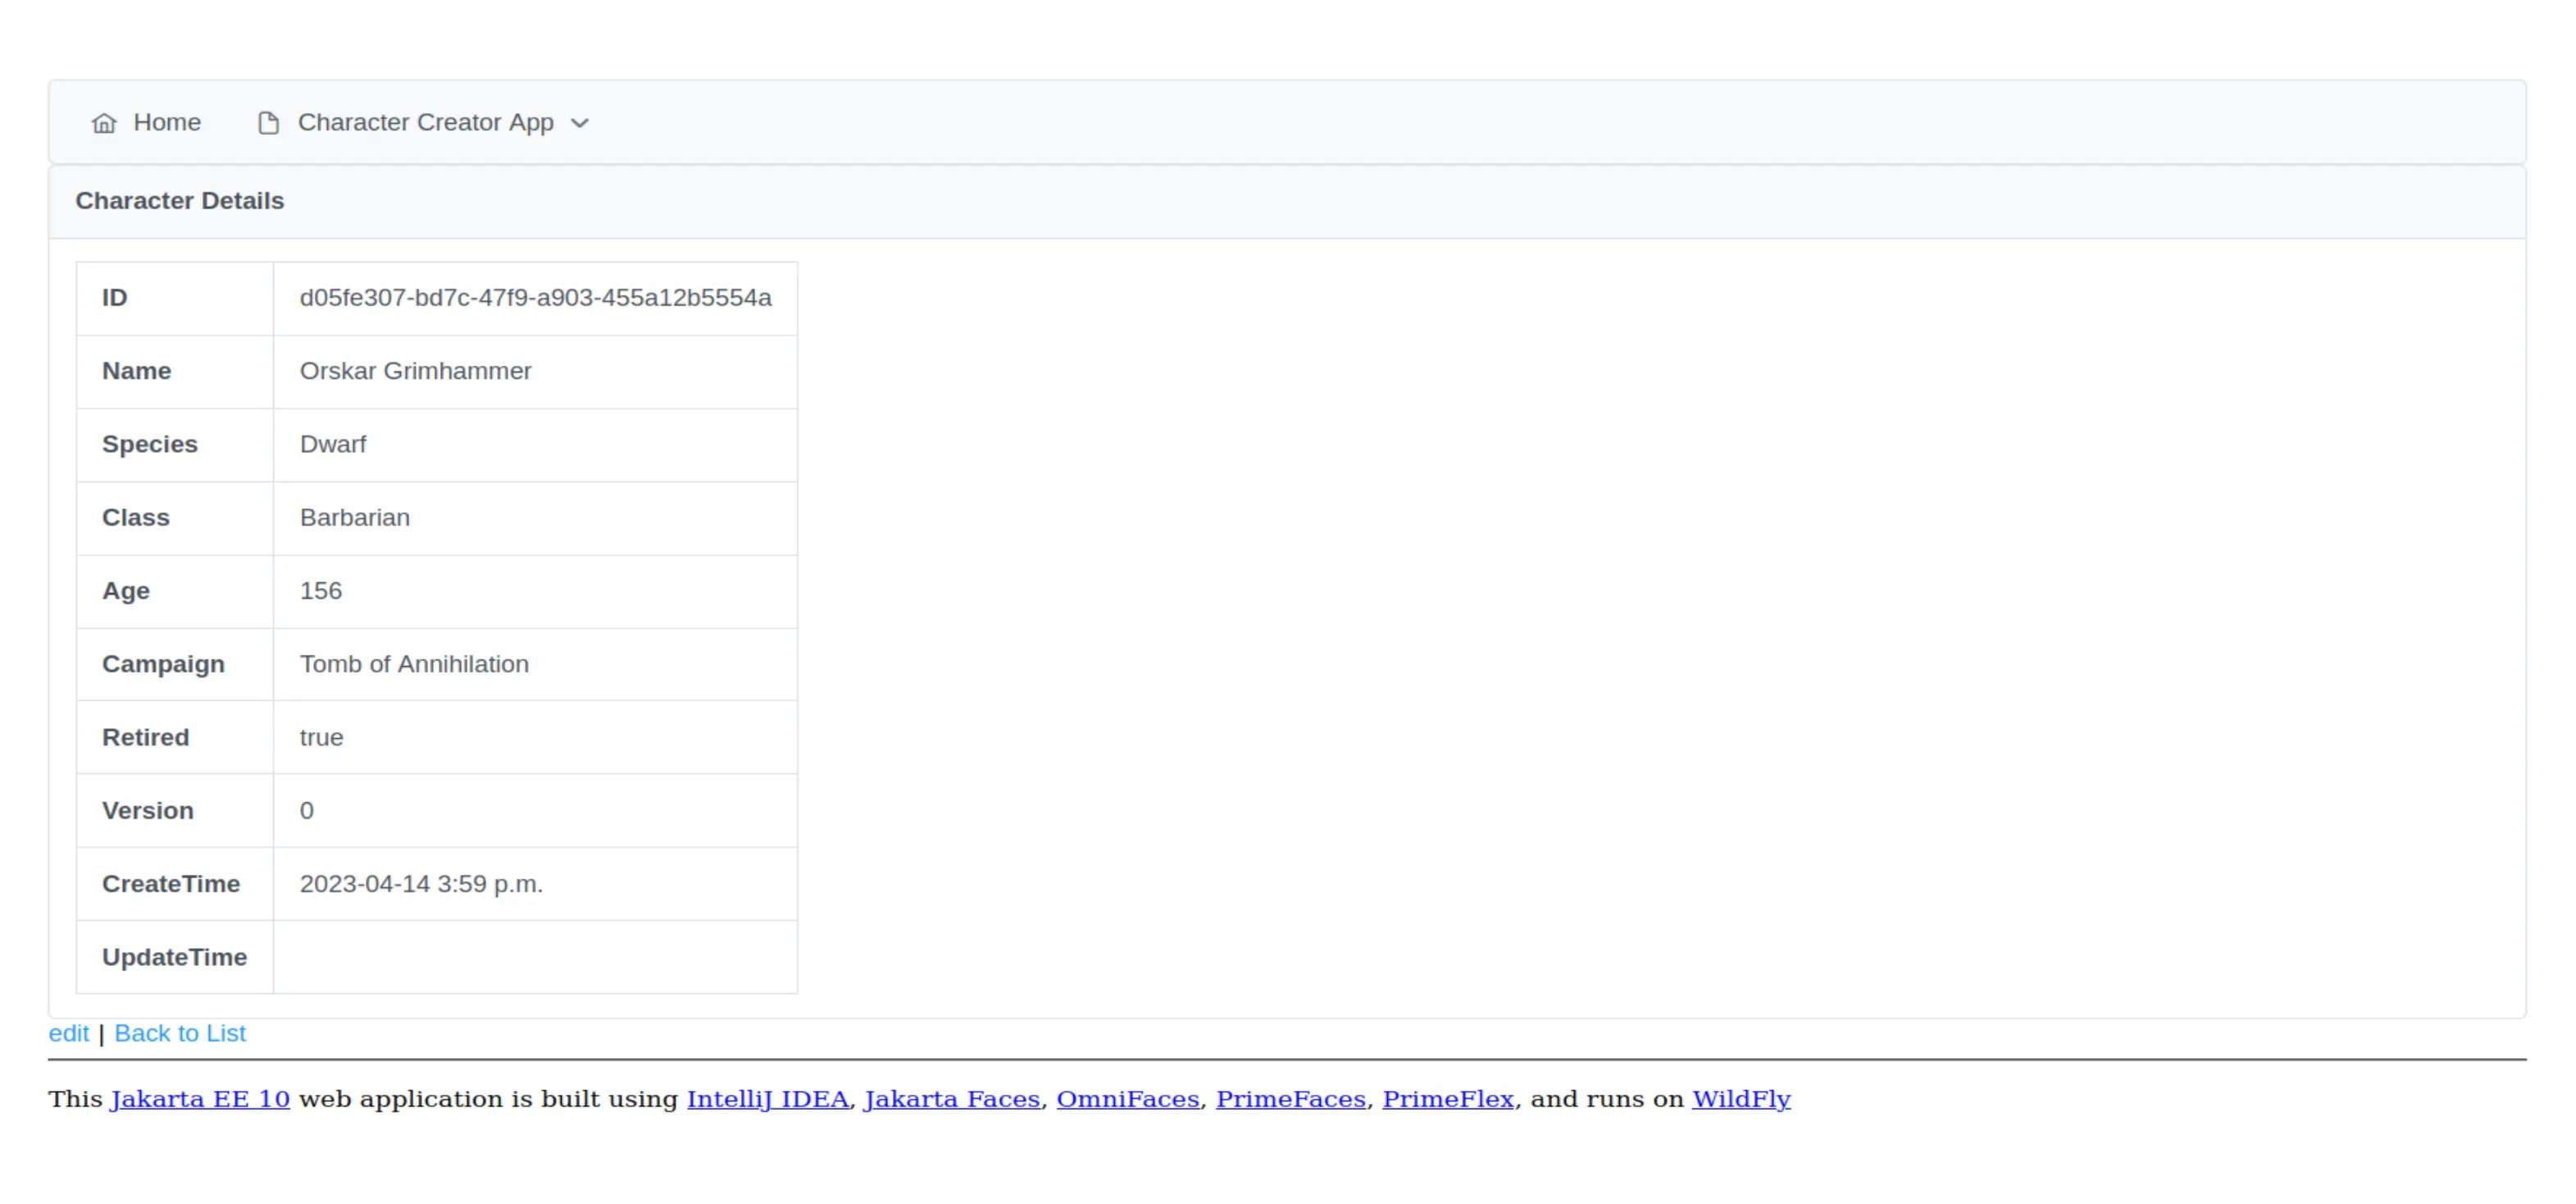 Home Character Creator App
Character Details
ID d05fe307-bd7c-47f9-a903-455a12b5554a
Name Orskar Grimhammer
Species Dwarf
Class Barbarian
Age 156
Campaign Tomb of Annihilation
Retired true
Version 0
CreateTime 2023-04-14 3:59 p.m.
UpdateTime
edit | Back to List
This Jakarta EE 10 web application is built using IntelliJ IDEA, Jakarta Faces, OmniFaces, PrimeFaces, PrimeFlex, and runs on WildFly